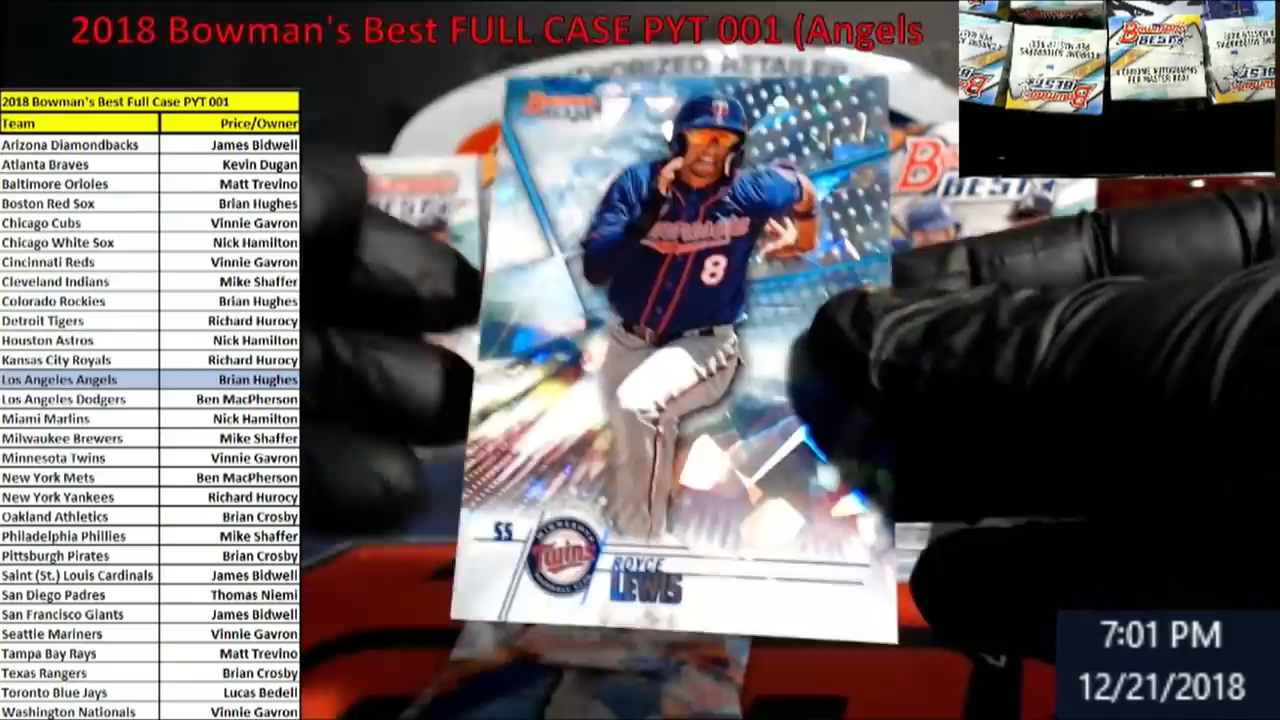 2018 Bowman's Best FULL CASE PYT 001 (Angels
2018 Bowman's Best Full Case PYT 001
Team Price/Owner
Arizona Diamondbacks James Bidwell
Atlanta Braves Kevin Dugan
Baltimore Orioles Matt Trevino
Boston Red Sox Brian Hughes
Chicago Cubs Vinnie Gavron
Chicago White Sox Nick Hamilton
Cincinnati Reds Vinnie Gavron
Cleveland Indians Mike Shaffer
Colorado Rockies Brian Hughes
Detroit Tigers Richard Hurocy
Houston Astros Nick Hamilton
Kansas City Royals Richard Hurocy
Los Angeles Angels Brian Hughes
Los Angeles Dodgers Ben MacPherson
Miami Marlins Nick Hamilton
Milwaukee Brewers Mike Shaffer
Minnesota Twins Vinnie Gavron
New York Mets Ben MacPherson
New York Yankees Richard Hurocy
Oakland Athletics Brian Crosby
Philadelphia Phillies Mike Shaffer
Pittsburgh Pirates Brian Crosby
Saint (St.) Louis Cardinals James Bidwell
San Diego Padres Thomas Niemi
San Francisco Giants James Bidwell
Seattle Mariners Vinnie Gavron
Tampa Bay Rays Matt Trevino
Texas Rangers Brian Crosby
Toronto Blue Jays Lucas Bedell
Washington Nationals Vinnie Gavron
AUTHORIZED RETAILER
8
SS
Twins
ROYCE
LEWIS
BEST
7:01 PM
12/21/2018